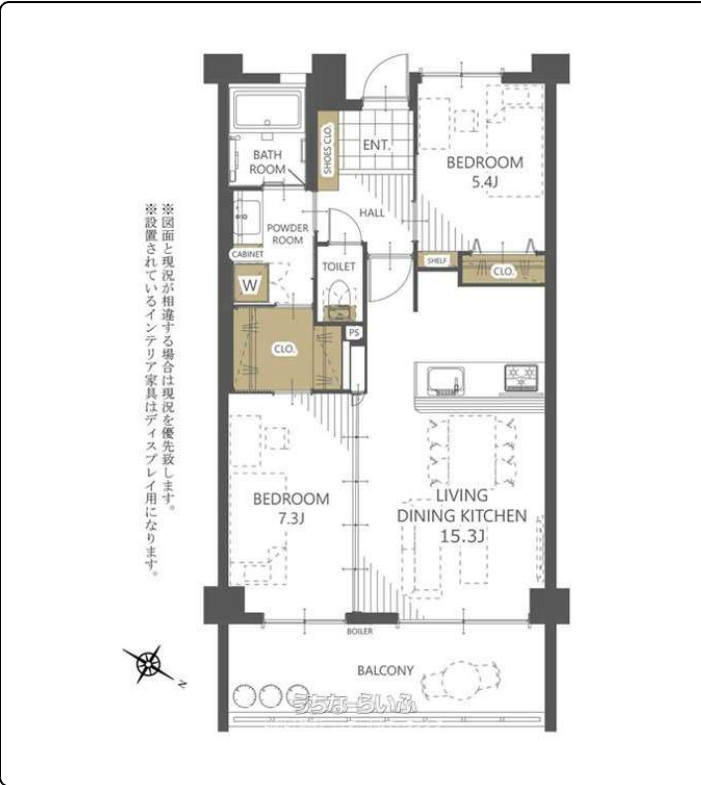 BATH
ROOM
SHOES CLO.
ENT.
BEDROOM
5.4J
HALL
POWDER
ROOM
CABINET
W
TOILET
SHELF
CLO.
CLO.
PS
※図面と現況が相違する場合は現況を優先致します。
※設置されているインテリア家具はディスプレイ用になります。
BEDROOM
7.3J
LIVING
DINING KITCHEN
15.3J
BOILER
BALCONY
N
うちなーらいふ